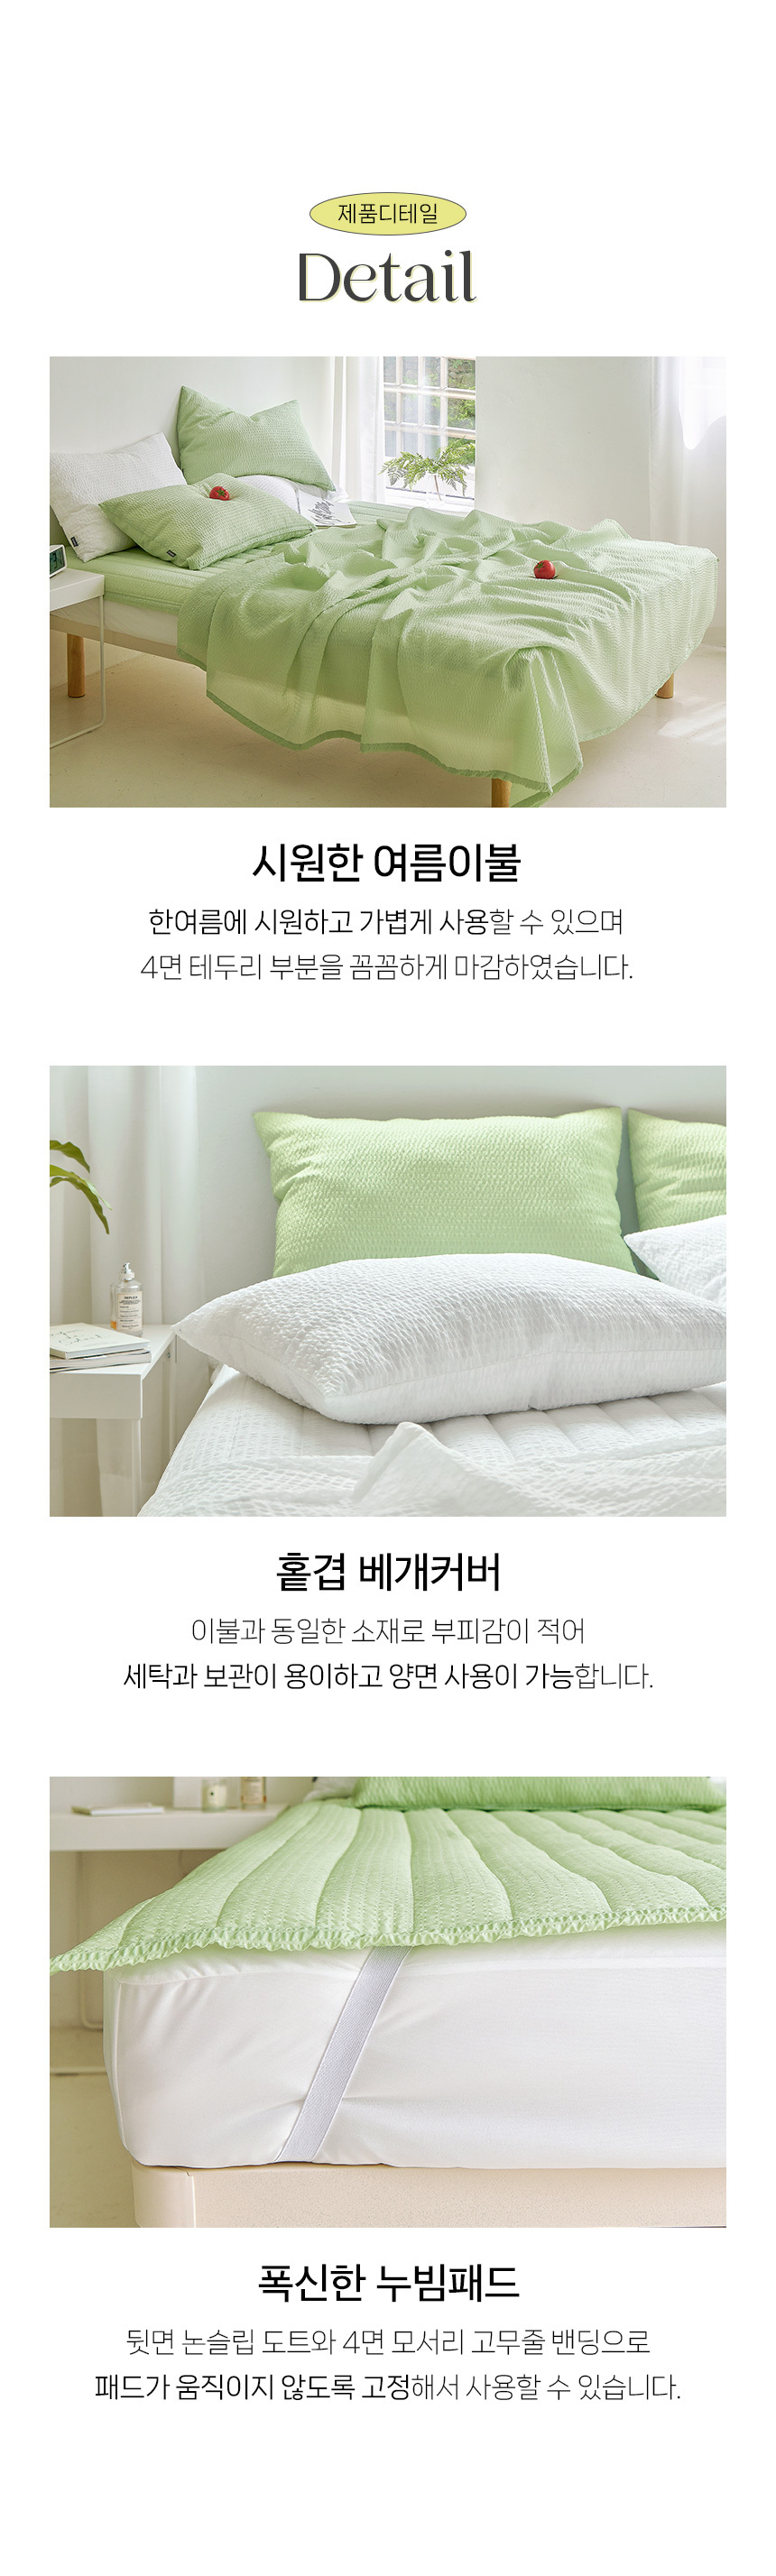 제품디테일
Detail
시원한 여름이불
한여름에 시원하고 가볍게 사용할 수 있으며
4면 테두리 부분을 꼼꼼하게 마감하였습니다.
홑겹 베개커버
이불과 동일한 소재로 부피감이 적어
세탁과 보관이 용이하고 양면 사용이 가능합니다.
폭신한 누빔패드
뒷면 논슬립 도트와 4면 모서리 고무줄 밴딩으로
패드가 움직이지 않도록 고정해서 사용할 수 있습니다.